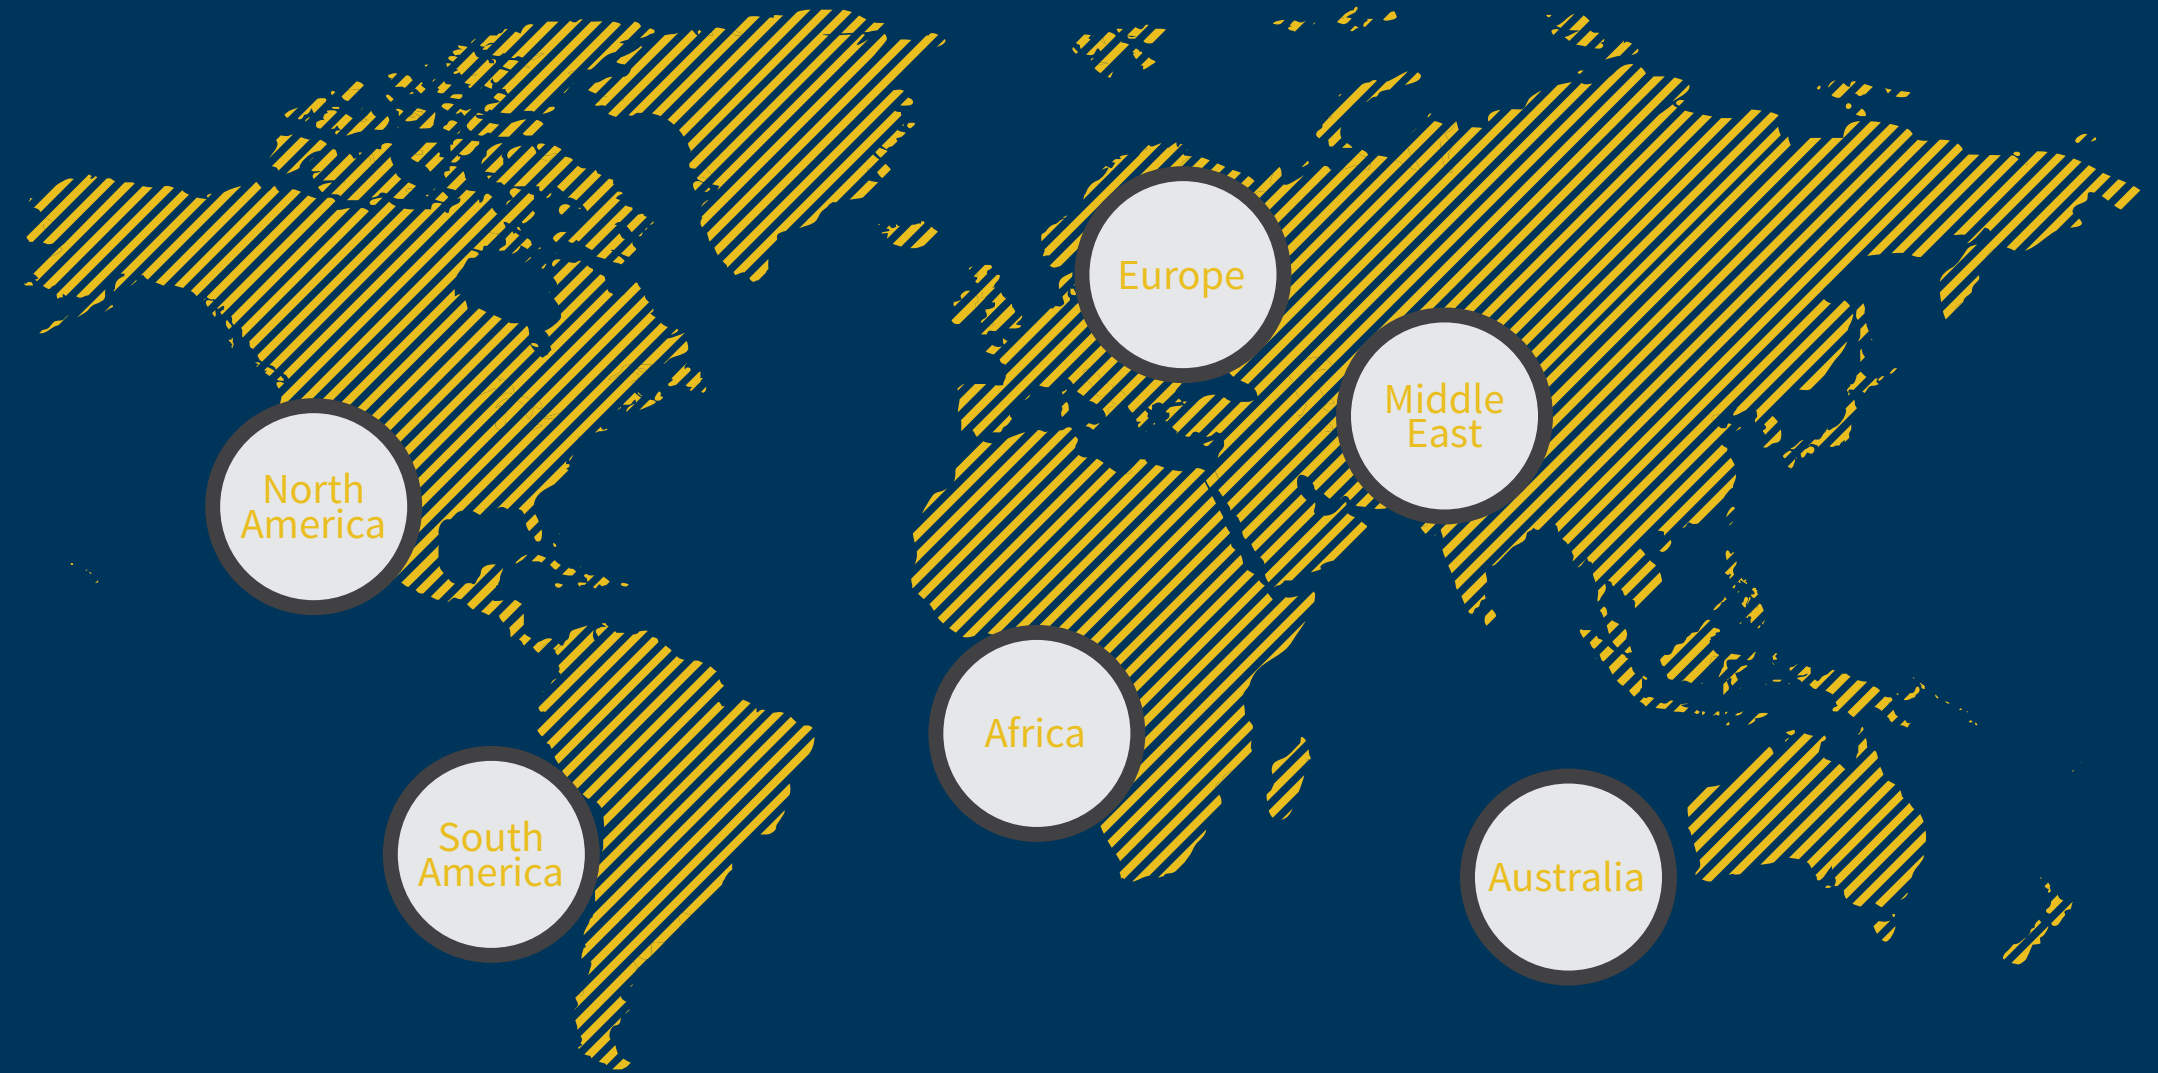 Europe
Middle
East
North
America
Africa
South
America
Australia